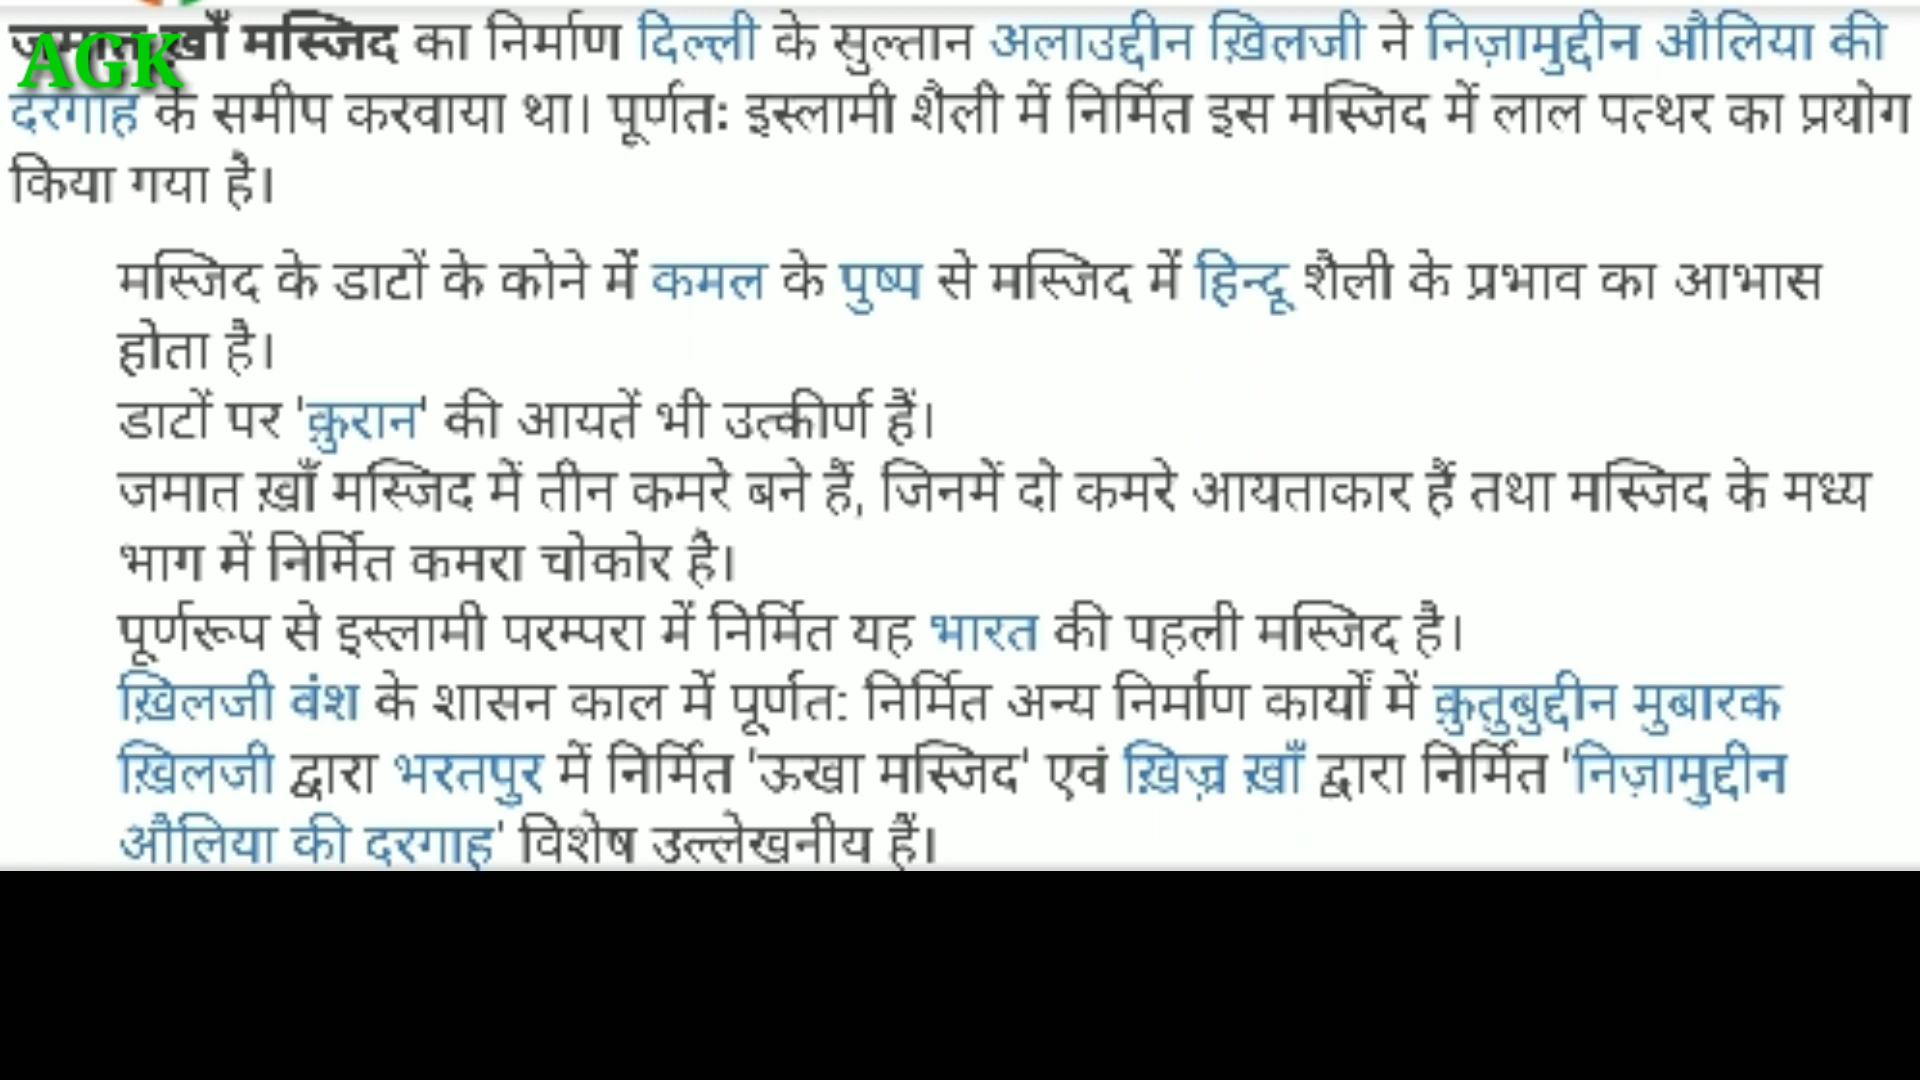 जमात ख़ाँ मस्जिद का निर्माण दिल्ली के सुल्तान अलाउद्दीन ख़िलजी ने निज़ामुद्दीन औलिया की
AGK
दरगाह के समीप करवाया था। पूर्णतः इस्लामी शैली में निर्मित इस मस्जिद में लाल पत्थर का प्रयोग
किया गया है।
मस्जिद के डाटों के कोने में कमल के पुष्प से मस्जिद में हिन्दू शैली के प्रभाव का आभास
होता है।
डाटों पर 'क़ुरान' की आयतें भी उत्कीर्ण हैं।
जमात ख़ाँ मस्जिद में तीन कमरे बने हैं, जिनमें दो कमरे आयताकार हैं तथा मस्जिद के मध्य
भाग में निर्मित कमरा चोकोर है।
पूर्णरूप से इस्लामी परम्परा में निर्मित यह भारत की पहली मस्जिद है।
ख़िलजी वंश के शासन काल में पूर्णत: निर्मित अन्य निर्माण कार्यों में क़ुतुबुद्दीन मुबारक
ख़िलजी द्वारा भरतपुर में निर्मित 'ऊखा मस्जिद' एवं ख़िज़्र ख़ाँ द्वारा निर्मित 'निज़ामुद्दीन
औलिया की दरगाह' विशेष उल्लेखनीय हैं।